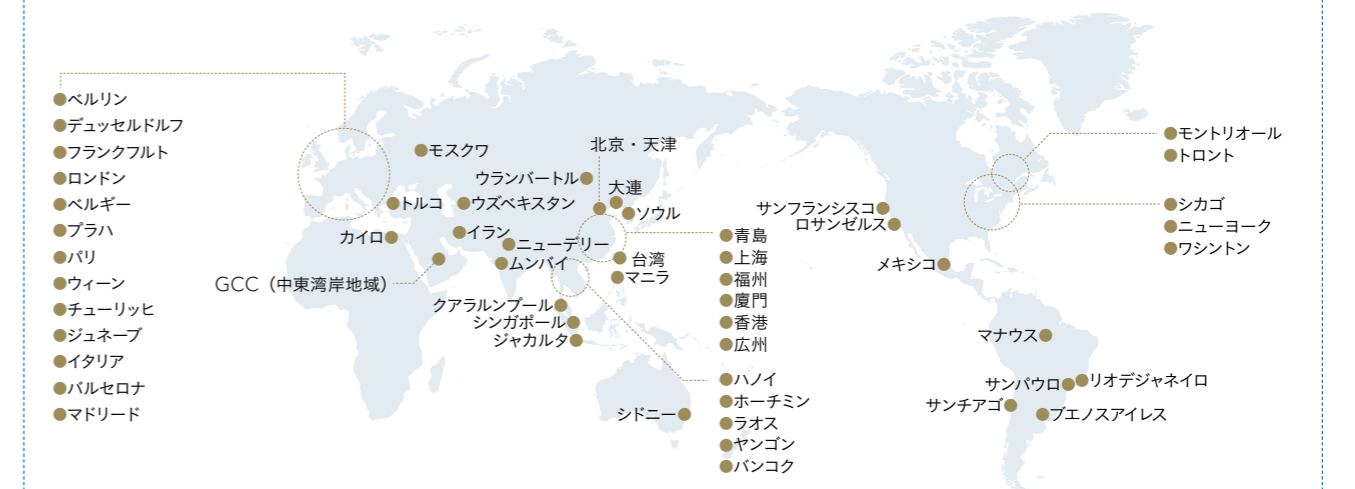 ベルリン
デュッセルドルフ
フランクフルト
ロンドン
ベルギー
プラハ
パリ
ウィーン
チューリッヒ
ジュネーブ
イタリア
バルセロナ
マドリード
モスクワ
北京・天津
ウランバートル
大連
トルコ
ウズベキスタン
ソウル
カイロ
イラン
ニューデリー
ムンバイ
台湾
マニラ
GCC（中東湾岸地域）
クアラルンプール
シンガポール
ジャカルタ
シドニー
青島
上海
福州
廈門
香港
広州
ハノイ
ホーチミン
ラオス
ヤンゴン
バンコク
サンフランシスコ
ロサンゼルス
メキシコ
モントリオール
トロント
シカゴ
ニューヨーク
ワシントン
マナウス
サンパウロ
リオデジャネイロ
サンチアゴ
ブエノスアイレス